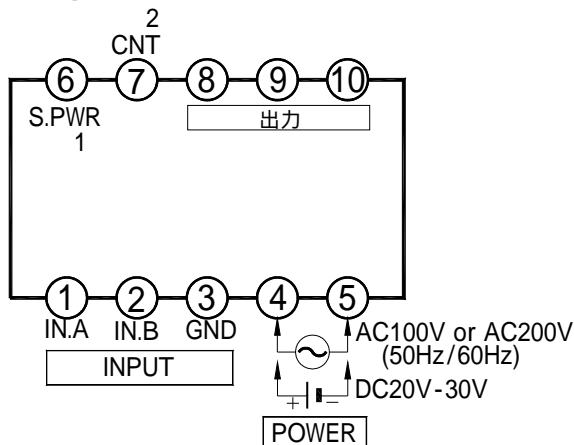 2
CNT
6 7 8 9 10
S.PWR
1
出力
1 2 3 4 5
IN.A IN.B GND
INPUT
AC100V or AC200V
(50Hz/60Hz)
+ − DC20V-30V
POWER